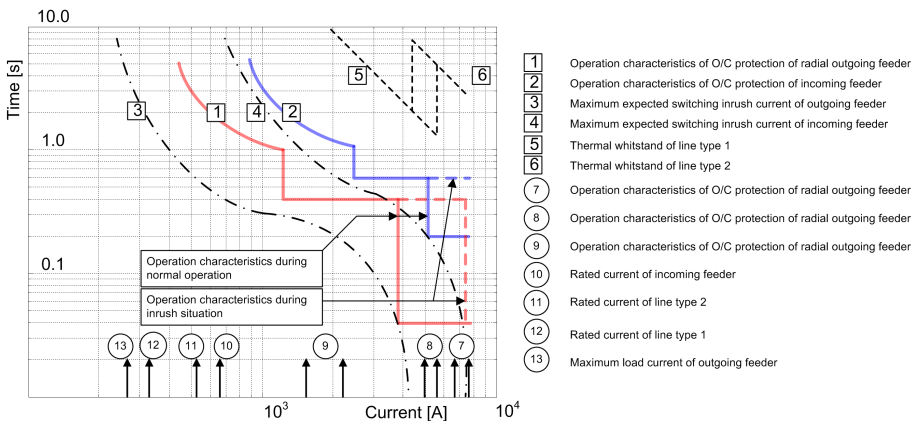 10.0
Time [s]
1.0
0.1
1
2
3
4
5
6
Operation characteristics during
normal operation
Operation characteristics during
inrush situation
13
12
11
10
9
8
7
10³
Current [A]
10⁴
1 Operation characteristics of O/C protection of radial outgoing feeder
2 Operation characteristics of O/C protection of incoming feeder
3 Maximum expected switching inrush current of outgoing feeder
4 Maximum expected switching inrush current of incoming feeder
5 Thermal whitstand of line type 1
6 Thermal whitstand of line type 2
7 Operation characteristics of O/C protection of radial outgoing feeder
8 Operation characteristics of O/C protection of radial outgoing feeder
9 Operation characteristics of O/C protection of radial outgoing feeder
10 Rated current of incoming feeder
11 Rated current of line type 2
12 Rated current of line type 1
13 Maximum load current of outgoing feeder